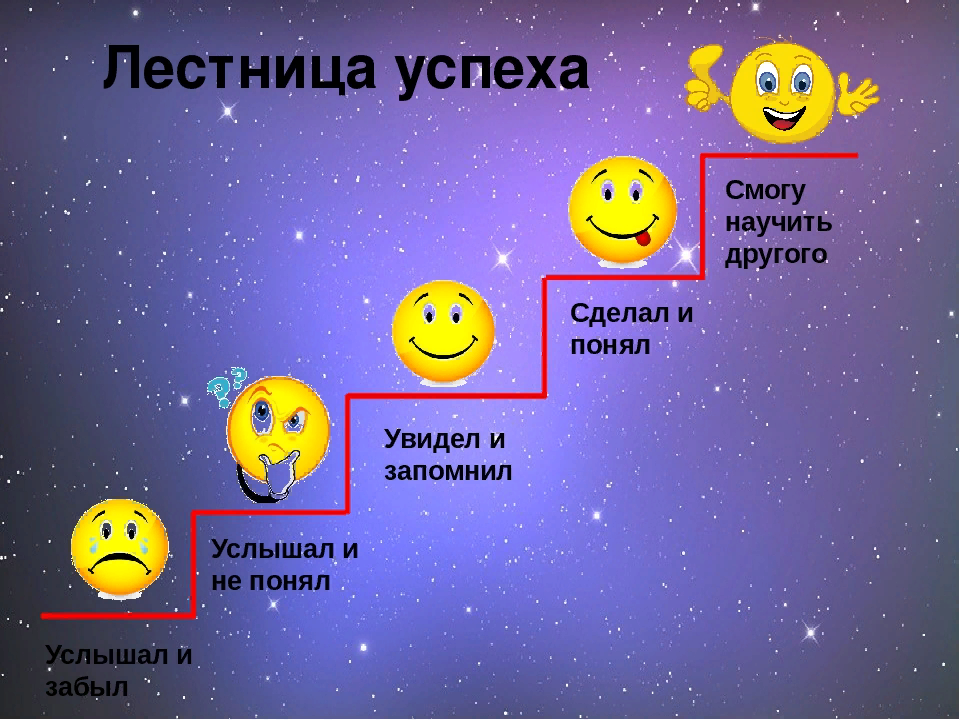 Лестница успеха
Смогу
научить
другого
Сделал и
понял
Увидел и
запомнил
Услышал и
не понял
Услышал и
забыл